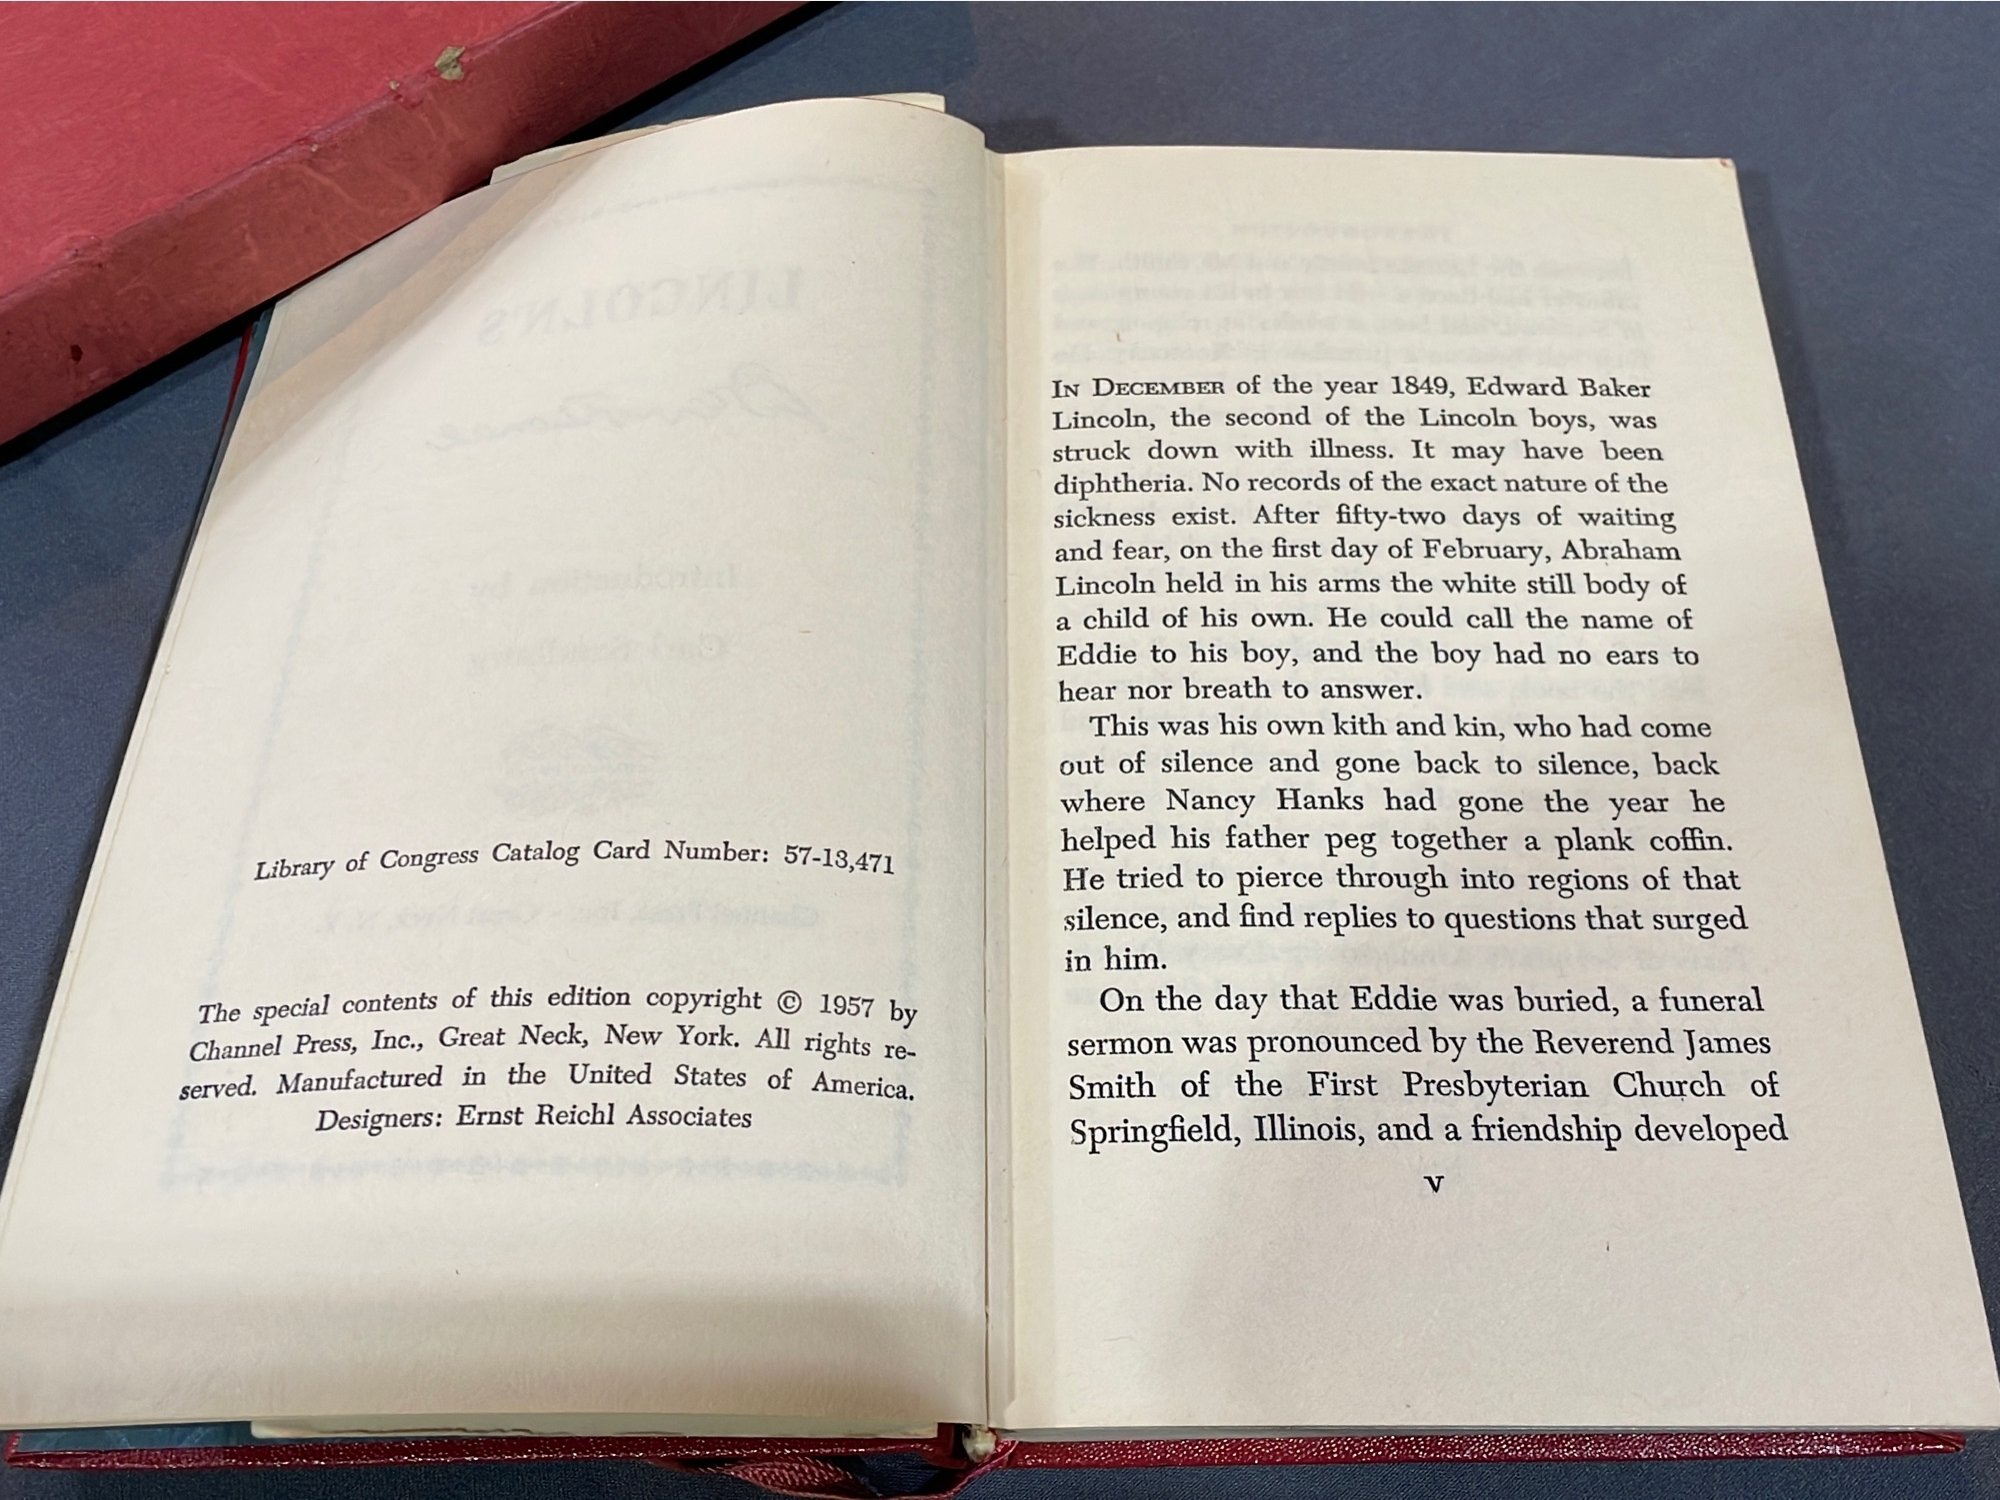 Library of Congress Catalog Card Number: 57-13,471
The special contents of this edition copyright © 1957 by
Channel Press, Inc., Great Neck, New York. All rights re-
served. Manufactured in the United States of America.
Designers: Ernst Reichl Associates
IN DECEMBER of the year 1849, Edward Baker
Lincoln, the second of the Lincoln boys, was
struck down with illness. It may have been
diphtheria. No records of the exact nature of the
sickness exist. After fifty-two days of waiting
and fear, on the first day of February, Abraham
Lincoln held in his arms the white still body of
a child of his own. He could call the name of
Eddie to his boy, and the boy had no ears to
hear nor breath to answer.
This was his own kith and kin, who had come
out of silence and gone back to silence, back
where Nancy Hanks had gone the year he
helped his father peg together a plank coffin.
He tried to pierce through into regions of that
silence, and find replies to questions that surged
in him.
On the day that Eddie was buried, a funeral
sermon was pronounced by the Reverend James
Smith of the First Presbyterian Church of
Springfield, Illinois, and a friendship developed
v